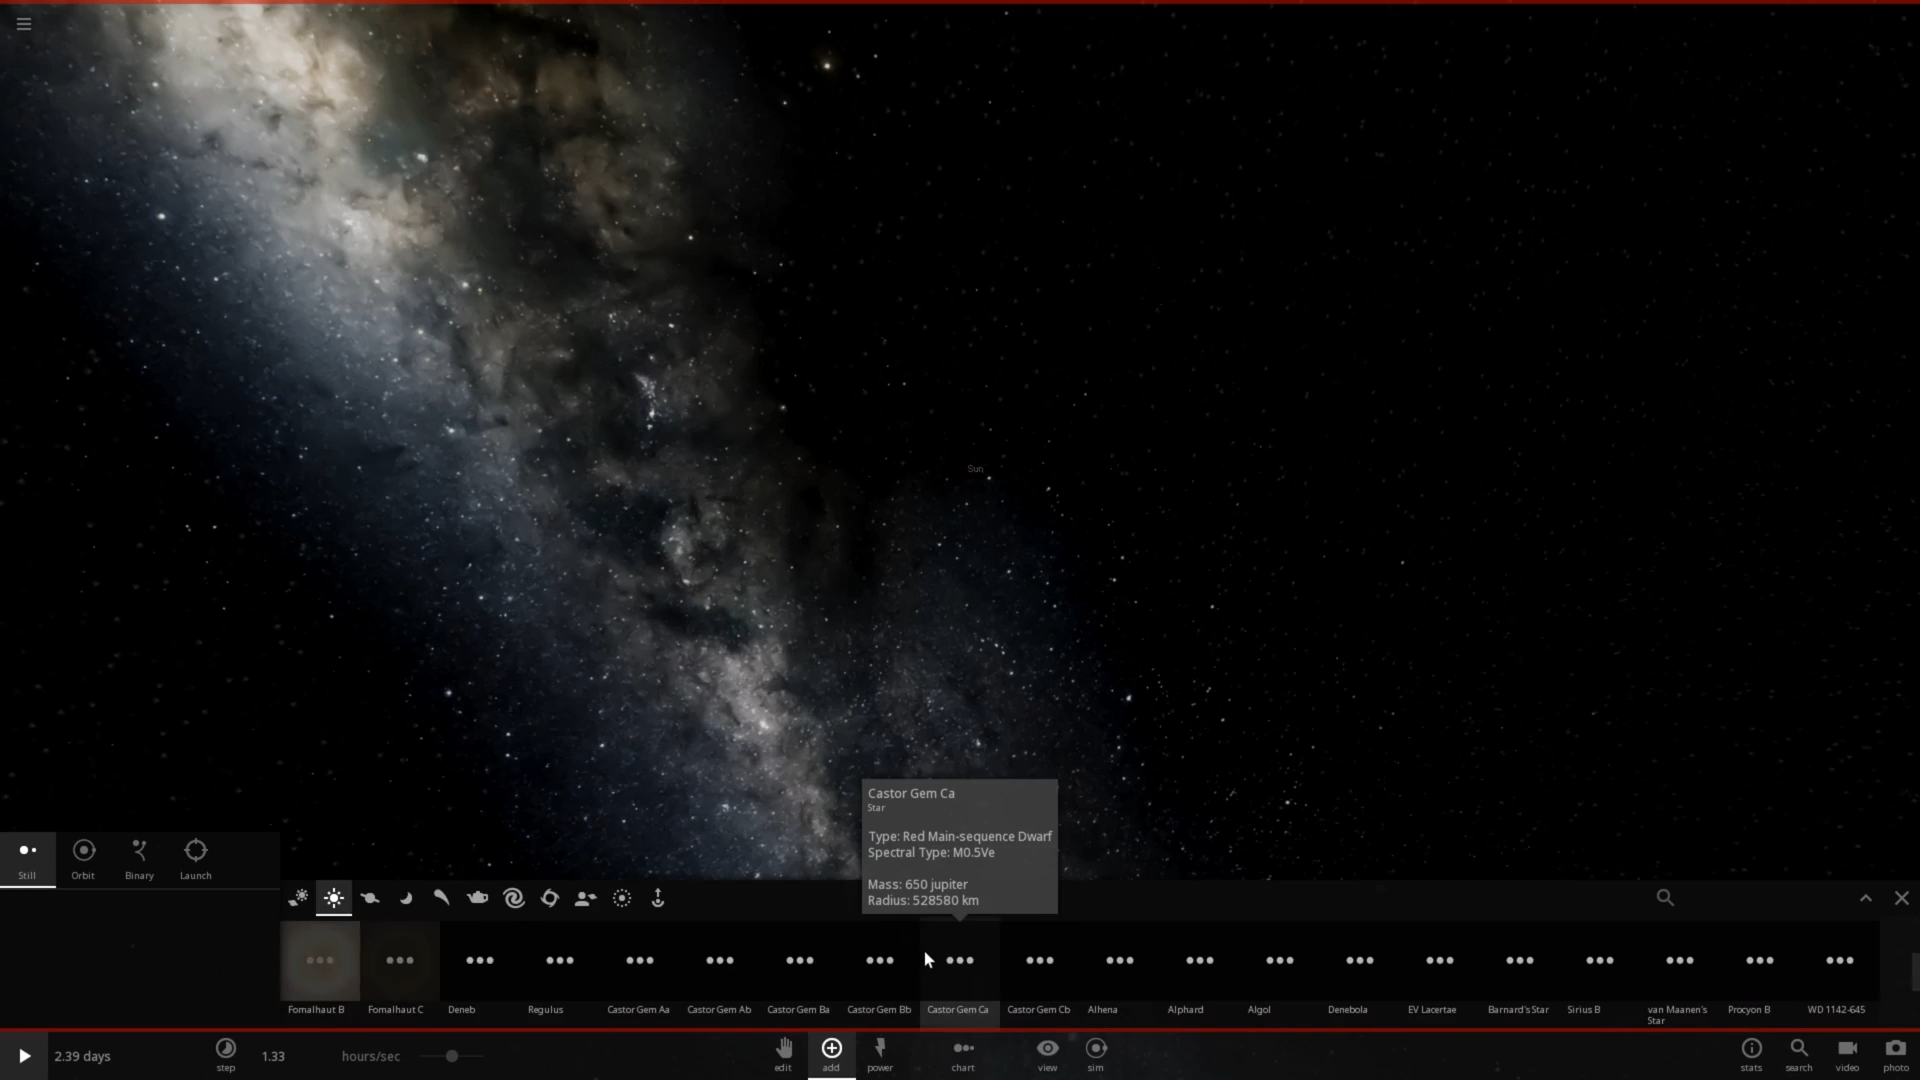 Sun
Castor Gem Ca
Star
Type: Red Main-sequence Dwarf
Spectral Type: M0.5Ve
Mass: 650 jupiter
Radius: 528580 km
Still
Orbit
Binary
Launch
Fomalhaut B
Fomalhaut C
Deneb
Regulus
Castor Gem Aa
Castor Gem Ab
Castor Gem Ba
Castor Gem Bb
Castor Gem Ca
Castor Gem Cb
Alhena
Alphard
Algol
Denebola
EV Lacertae
Barnard's Star
Sirius B
van Maanen's
Star
Procyon B
WD 1142-645
2.39 days
step
1.33
hours/sec
edit
add
power
chart
view
sim
stats
search
video
photo